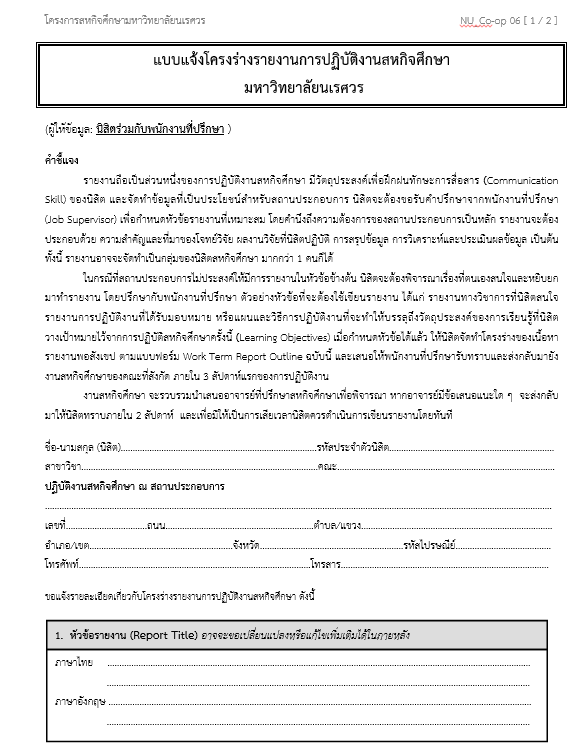 โครงการสหกิจศึกษามหาวิทยาลัยนเรศวร
NU_Co-op 06 [ 1 / 2 ]
แบบแจ้งโครงร่างรายงานการปฏิบัติงานสหกิจศึกษา
มหาวิทยาลัยนเรศวร
(ผู้ให้ข้อมูล: นิสิตร่วมกับพนักงานที่ปรึกษา )
คำชี้แจง
รายงานถือเป็นส่วนหนึ่งของการปฏิบัติงานสหกิจศึกษา มีวัตถุประสงค์เพื่อฝึกฝนทักษะการสื่อสาร (Communication
Skill) ของนิสิต และจัดทำข้อมูลที่เป็นประโยชน์สำหรับสถานประกอบการ นิสิตจะต้องขอรับคำปรึกษาจากพนักงานที่ปรึกษา
(Job Supervisor) เพื่อกำหนดหัวข้อรายงานที่เหมาะสม โดยคำนึงถึงความต้องการของสถานประกอบการเป็นหลัก รายงานจะต้อง
ประกอบด้วย ความสำคัญและที่มาของโจทย์วิจัย ผลงานวิจัยที่นิสิตปฏิบัติ การสรุปข้อมูล การวิเคราะห์และประเมินผลข้อมูล เป็นต้น
ทั้งนี้ รายงานอาจจะจัดทำเป็นกลุ่มของนิสิตสหกิจศึกษา มากกว่า 1 คนก็ได้
ในกรณีที่สถานประกอบการไม่ประสงค์ให้มีการรายงานในหัวข้อข้างต้น นิสิตจะต้องพิจารณาเรื่องที่ตนเองสนใจและหยิบยก
มาทำรายงาน โดยปรึกษากับพนักงานที่ปรึกษา ตัวอย่างหัวข้อที่จะต้องใช้เขียนรายงาน ได้แก่ รายงานทางวิชาการที่นิสิตสนใจ
รายงานการปฏิบัติงานที่ได้รับมอบหมาย หรือแผนและวิธีการปฏิบัติงานที่จะทำให้บรรลุถึงวัตถุประสงค์ของการเรียนรู้ที่นิสิต
วางเป้าหมายไว้จากการปฏิบัติสหกิจศึกษาครั้งนี้ (Learning Objectives) เมื่อกำหนดหัวข้อได้แล้ว ให้นิสิตจัดทำโครงร่างของเนื้อหา
รายงานพอสังเขป ตามแบบฟอร์ม Work Term Report Outline ฉบับนี้ และเสนอให้พนักงานที่ปรึกษารับทราบและส่งกลับมายัง
งานสหกิจศึกษาของคณะที่สังกัด ภายใน 3 สัปดาห์แรกของการปฏิบัติงาน
งานสหกิจศึกษา จะรวบรวมนำเสนออาจารย์ที่ปรึกษาสหกิจศึกษาเพื่อพิจารณา หากอาจารย์มีข้อเสนอแนะใด ๆ จะส่งกลับ
มาให้นิสิตทราบภายใน 2 สัปดาห์ และเพื่อมิให้เป็นการเสียเวลานิสิตควรดำเนินการเขียนรายงานโดยทันที
ชื่อ-นามสกุล (นิสิต)..............................รหัสประจำตัวนิสิต..............................
สาขาวิชา..............................คณะ..............................
ปฏิบัติงานสหกิจศึกษา ณ สถานประกอบการ
............................................................
เลขที่....................ถนน..............................ตำบล/แขวง..............................
อำเภอ/เขต....................จังหวัด..............................รหัสไปรษณีย์....................
โทรศัพท์..............................โทรสาร..............................
ขอแจ้งรายละเอียดเกี่ยวกับโครงร่างรายงานการปฏิบัติงานสหกิจศึกษา ดังนี้
1. หัวข้อรายงาน (Report Title) อาจจะขอเปลี่ยนแปลงหรือแก้ไขเพิ่มเติมได้ในภายหลัง
ภาษาไทย ............................................................
............................................................
ภาษาอังกฤษ ............................................................
............................................................